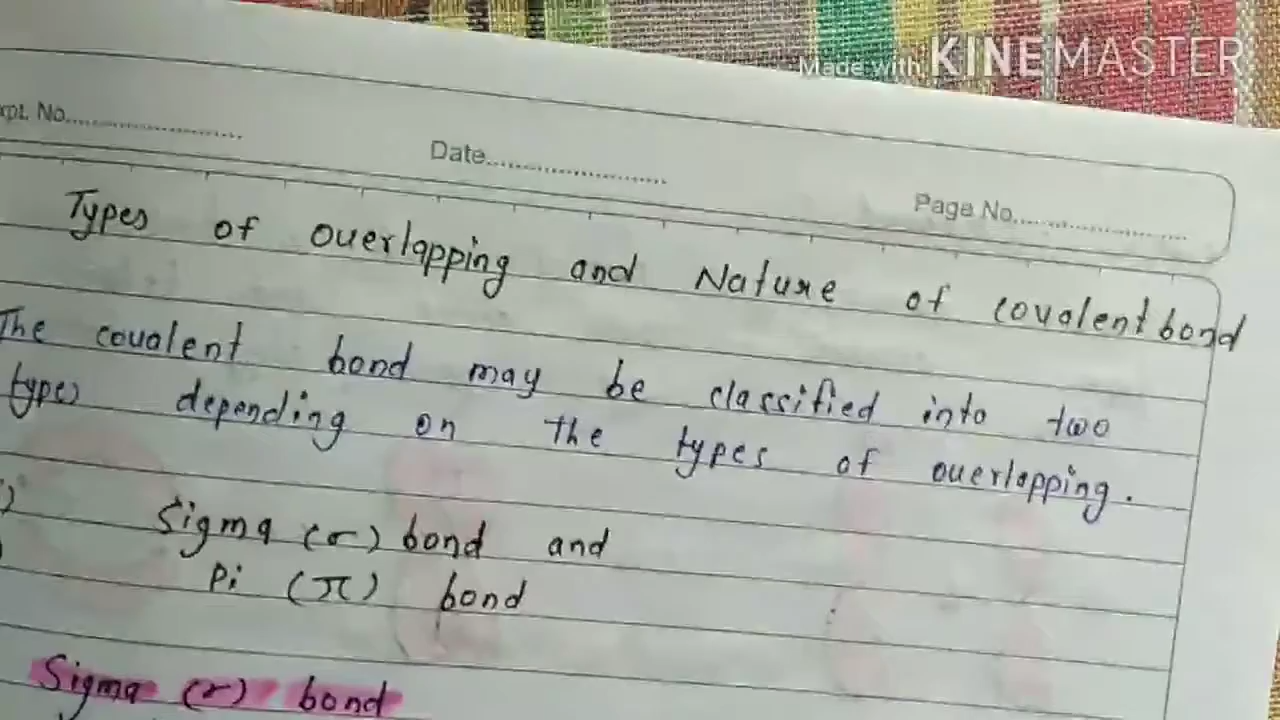 Made with KINEMASTER
xpt. No.
Date
Page No.
Types of overlapping and Nature of covalent bond
The covalent bond may be classified into two
types depending on the types of overlapping.
Sigma (σ) bond and
Pi (π) bond
Sigma (σ) bond